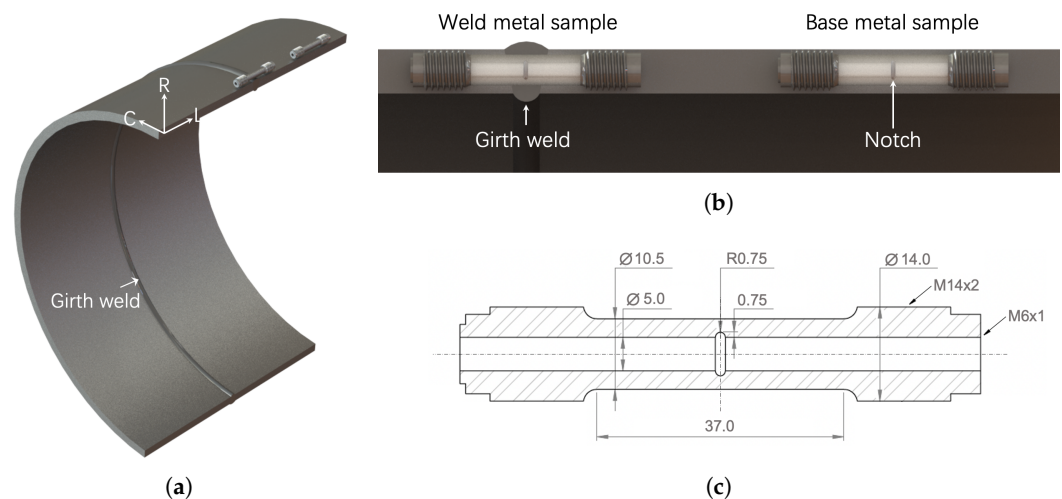 R
C
L
Girth weld
(a)
Weld metal sample
Base metal sample
Girth weld
Notch
(b)
Ø10.5
R0.75
Ø14.0
M14x2
Ø5.0
0.75
M6x1
37.0
(c)